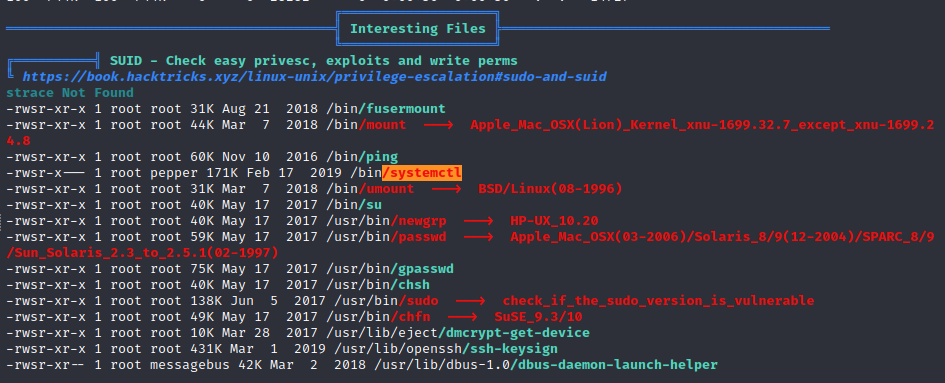 Interesting Files
SUID - Check easy privesc, exploits and write perms
https://book.hacktricks.xyz/linux-unix/privilege-escalation#sudo-and-suid
strace Not Found
-rwsr-xr-x 1 root root 31K Aug 21  2018 /bin/fusermount
-rwsr-xr-x 1 root root 44K Mar  7  2018 /bin/mount  --->  Apple_Mac_OSX(Lion)_Kernel_xnu-1699.32.7_except_xnu-1699.2
4.8
-rwsr-xr-x 1 root root 60K Nov 10  2016 /bin/ping
-rwsr-x--- 1 root pepper 171K Feb 17  2019 /bin/systemctl
-rwsr-xr-x 1 root root 31K Mar  7  2018 /bin/umount  --->  BSD/Linux(08-1996)
-rwsr-xr-x 1 root root 40K May 17  2017 /bin/su
-rwsr-xr-x 1 root root 40K May 17  2017 /usr/bin/newgrp  --->  HP-UX_10.20
-rwsr-xr-x 1 root root 59K May 17  2017 /usr/bin/passwd  --->  Apple_Mac_OSX(03-2006)/Solaris_8/9(12-2004)/SPARC_8/9
/Sun_Solaris_2.3_to_2.5.1(02-1997)
-rwsr-xr-x 1 root root 75K May 17  2017 /usr/bin/gpasswd
-rwsr-xr-x 1 root root 40K May 17  2017 /usr/bin/chsh
-rwsr-xr-x 1 root root 138K Jun  5  2017 /usr/bin/sudo  --->  check_if_the_sudo_version_is_vulnerable
-rwsr-xr-x 1 root root 49K May 17  2017 /usr/bin/chfn  --->  SuSE_9.3/10
-rwsr-xr-x 1 root root 10K Mar 28  2017 /usr/lib/eject/dmcrypt-get-device
-rwsr-xr-x 1 root root 431K Mar  1  2019 /usr/lib/openssh/ssh-keysign
-rwsr-xr-- 1 root messagebus 42K Mar  2  2018 /usr/lib/dbus-1.0/dbus-daemon-launch-helper